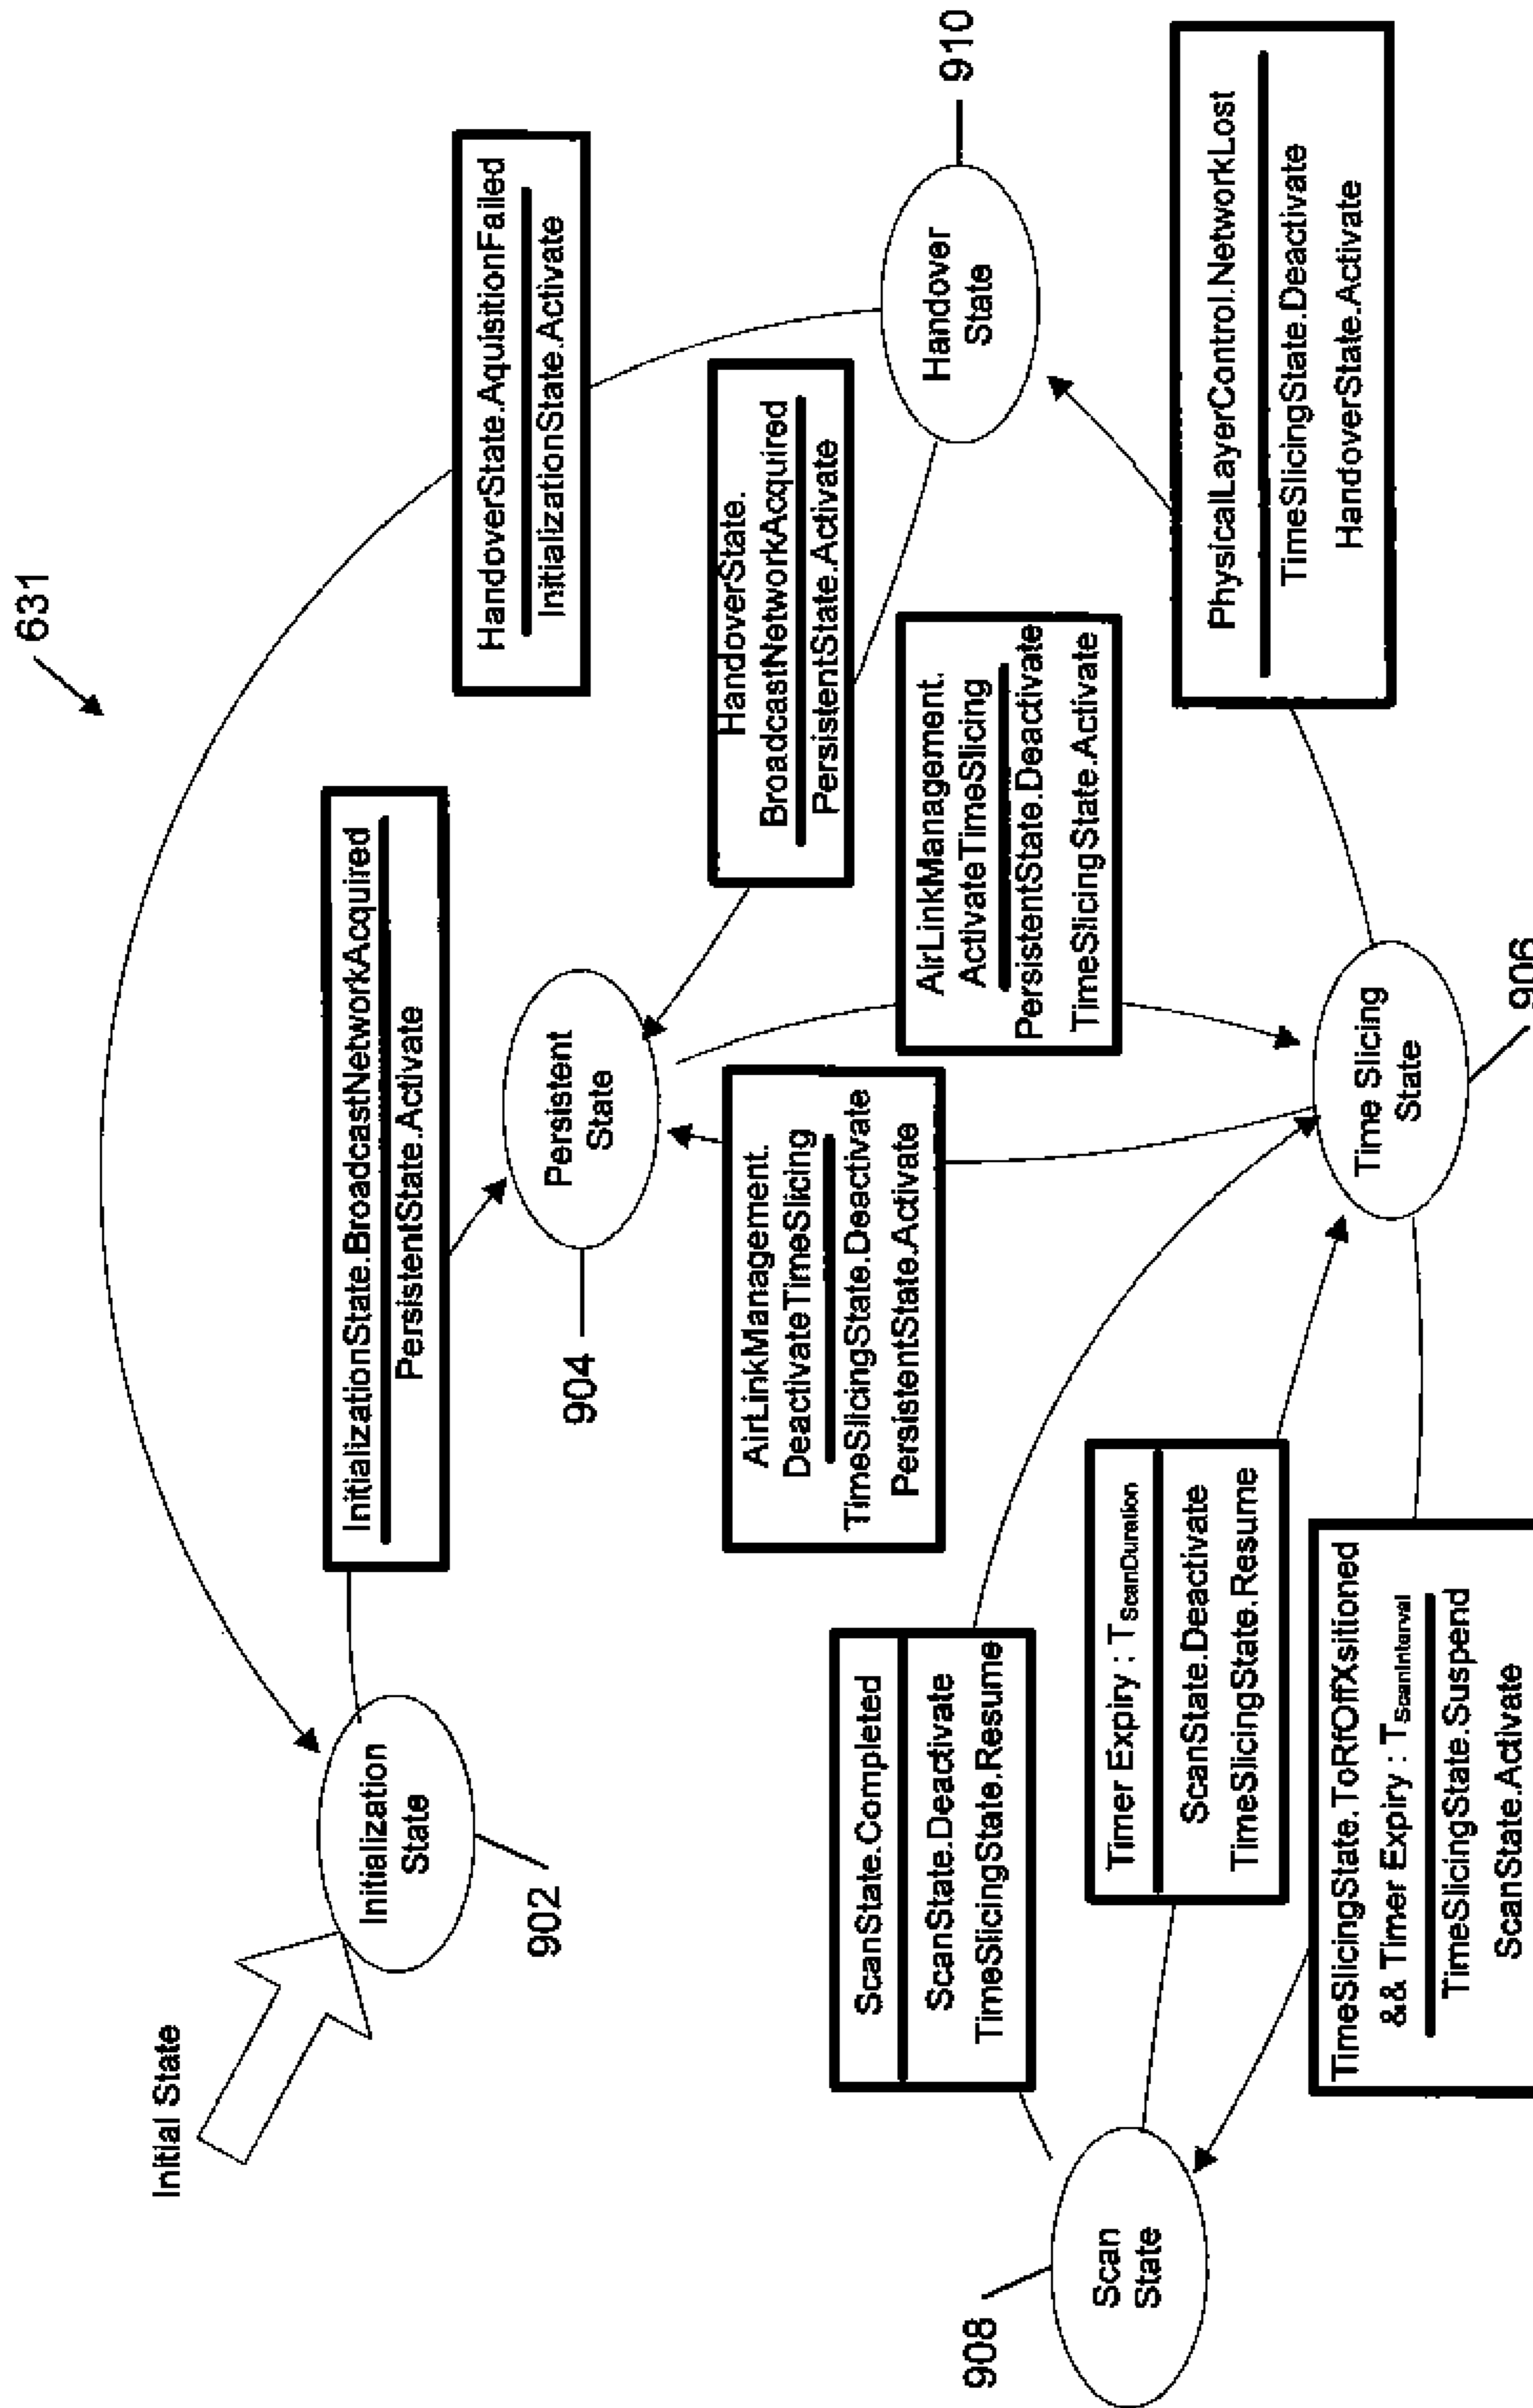 631
Initial State
Initialization
State
902
InitializationState.BroadcastNetworkAcquired
PersistentState.Activate
HandoverState.AquisitionFailed
InitializationState.Activate
Persistent
State
904
HandoverState.
BroadcastNetworkAcquired
PersistentState.Activate
Handover
State
910
AirLinkManagement.
DeactivateTimeSlicing
TimeSlicingState.Deactivate
PersistentState.Activate
AirLinkManagement.
ActivateTimeSlicing
PersistentState.Deactivate
TimeSlicingState.Activate
ScanState.Completed
ScanState.Deactivate
TimeSlicingState.Resume
Timer Expiry : TScanDuration
ScanState.Deactivate
TimeSlicingState.Resume
PhysicalLayerControl.NetworkLost
TimeSlicingState.Deactivate
HandoverState.Activate
Scan
State
908
Time Slicing
State
906
TimeSlicingState.ToRfOffXsitioned
&& Timer Expiry : TScanInterval
TimeSlicingState.Suspend
ScanState.Activate